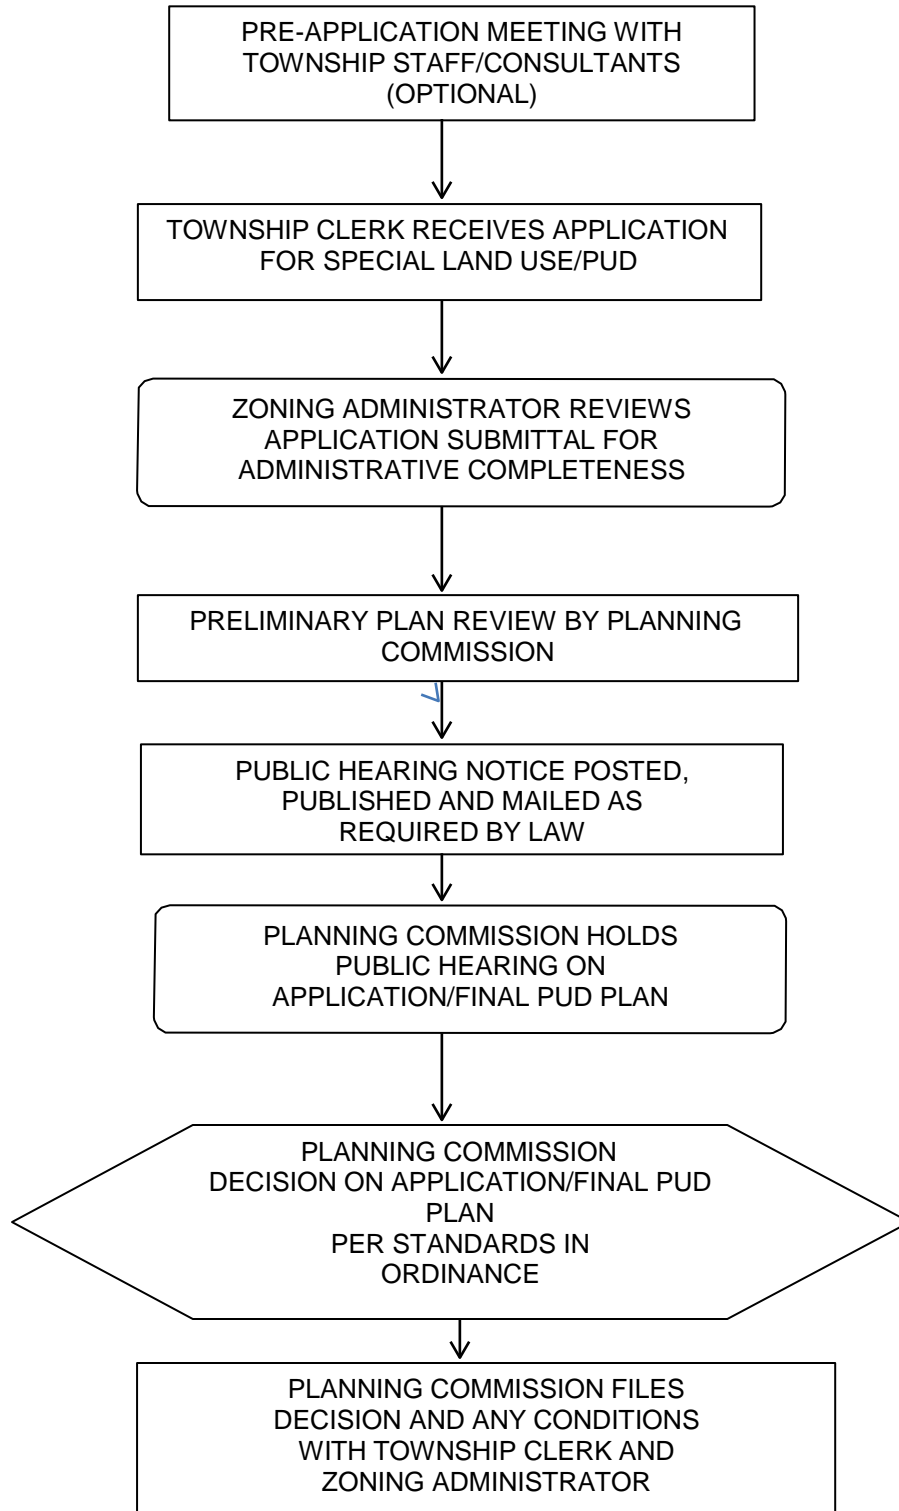 PRE-APPLICATION MEETING WITH
TOWNSHIP STAFF/CONSULTANTS
(OPTIONAL)
TOWNSHIP CLERK RECEIVES APPLICATION
FOR SPECIAL LAND USE/PUD
ZONING ADMINISTRATOR REVIEWS
APPLICATION SUBMITTAL FOR
ADMINISTRATIVE COMPLETENESS
PRELIMINARY PLAN REVIEW BY PLANNING
COMMISSION
PUBLIC HEARING NOTICE POSTED,
PUBLISHED AND MAILED AS
REQUIRED BY LAW
PLANNING COMMISSION HOLDS
PUBLIC HEARING ON
APPLICATION/FINAL PUD PLAN
PLANNING COMMISSION
DECISION ON APPLICATION/FINAL PUD
PLAN
PER STANDARDS IN
ORDINANCE
PLANNING COMMISSION FILES
DECISION AND ANY CONDITIONS
WITH TOWNSHIP CLERK AND
ZONING ADMINISTRATOR